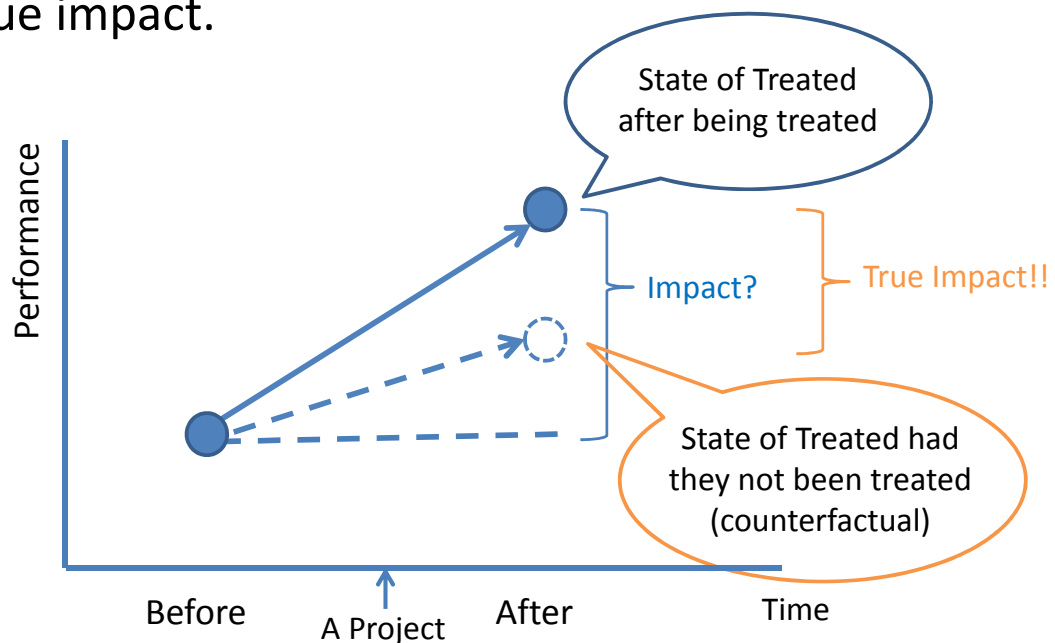 ue impact.
State of Treated
after being treated
Performance
Impact?
True Impact!!
State of Treated had
they not been treated
(counterfactual)
Before
After
Time
A Project